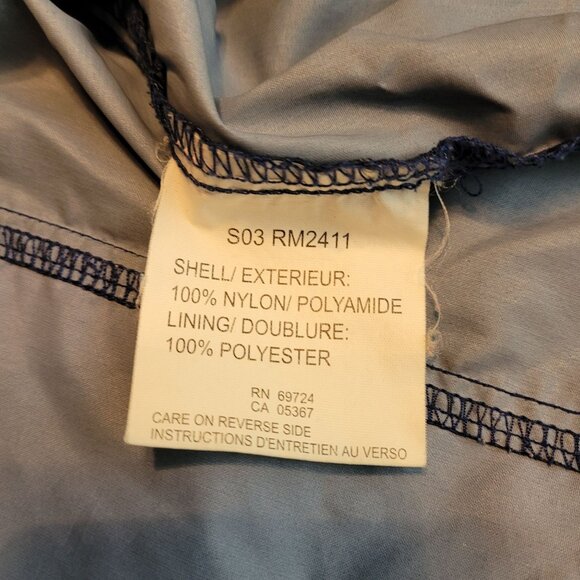 S03 RM2411
SHELL/ EXTERIEUR:
100% NYLON/ POLYAMIDE
LINING/ DOUBLURE:
100% POLYESTER
RN 69724
CA 05367
CARE ON REVERSE SIDE
INSTRUCTIONS D'ENTRETIEN AU VERSO